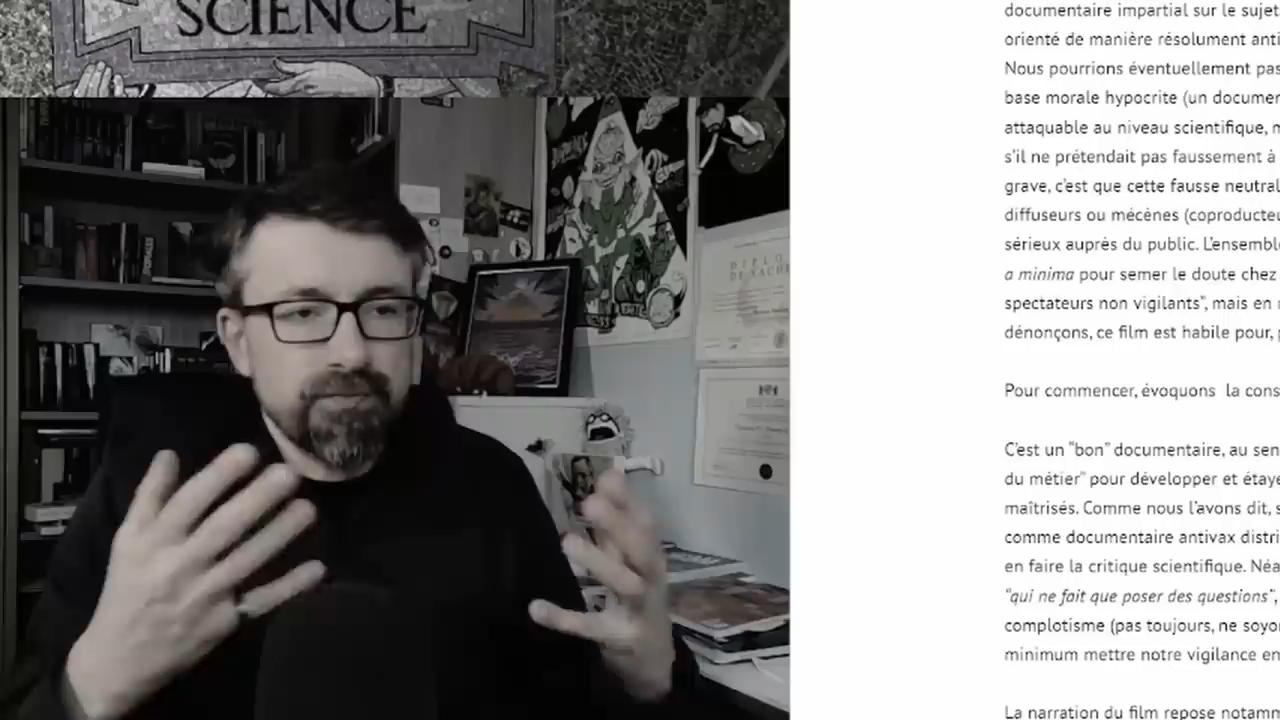 SCIENCE
documentaire impartial sur le sujet
orienté de manière résolument anti
Nous pourrions éventuellement pas
base morale hypocrite (un documen
attaquable au niveau scientifique, n
s'il ne prétendait pas faussement à
grave, c'est que cette fausse neutral
diffuseurs ou mécènes (coproducteu
sérieux auprès du public. L'ensemble
a minima pour semer le doute chez
spectateurs non vigilants", mais en
dénonçons, ce film est habile pour,
Pour commencer, évoquons la cons
C'est un "bon" documentaire, au sen
du métier" pour développer et étaye
maîtrisés. Comme nous l'avons dit, s
comme documentaire antivax distri
en faire la critique scientifique. Néa
"qui ne fait que poser des questions",
complotisme (pas toujours, ne soyon
minimum mettre notre vigilance en
La narration du film repose notamm